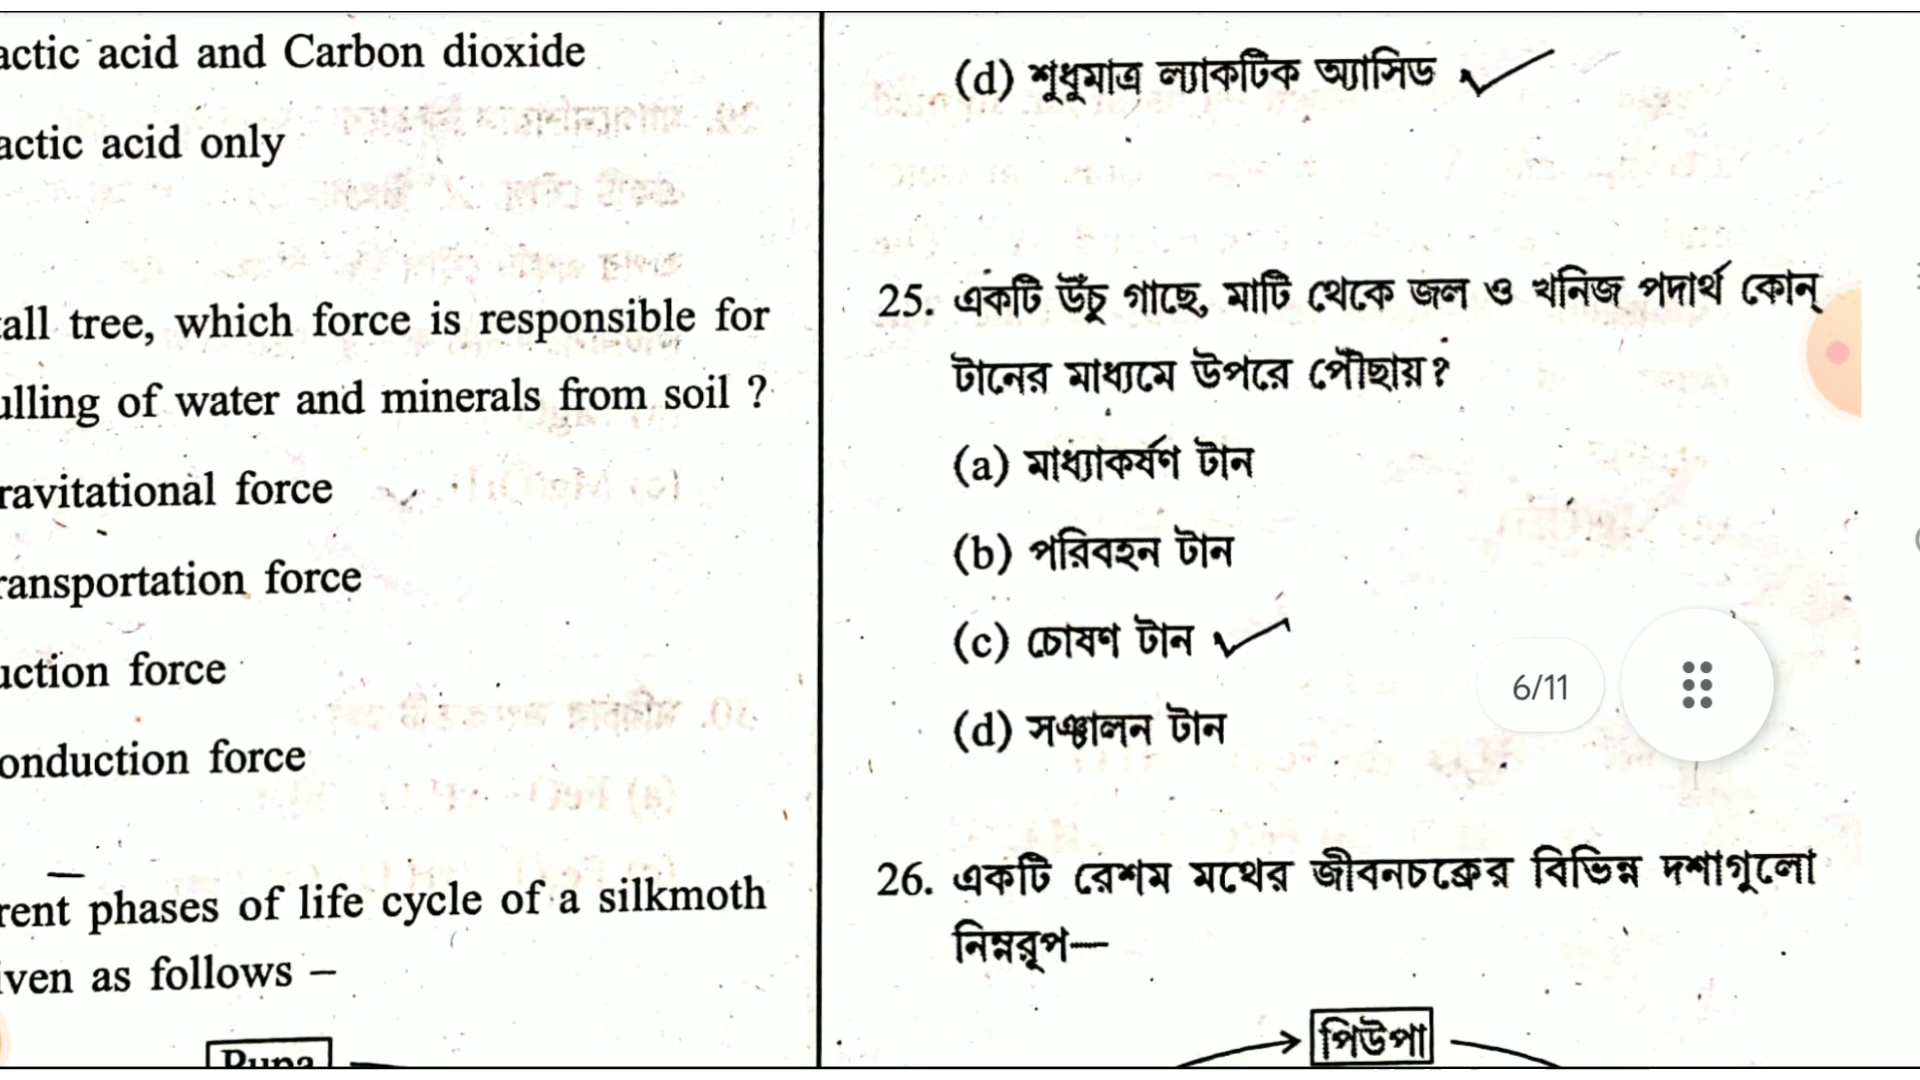 actic acid and Carbon dioxide
actic acid only
all tree, which force is responsible for
ulling of water and minerals from soil ?
ravitational force
ransportation force
uction force
onduction force
rent phases of life cycle of a silkmoth
iven as follows –
Pupa
(d) শুধুমাত্র ল্যাকটিক অ্যাসিড
25. একটি উঁচু গাছে, মাটি থেকে জল ও খনিজ পদার্থ কোন্
টানের মাধ্যমে উপরে পৌঁছায়?
(a) মাধ্যাকর্ষণ টান
(b) পরিবহন টান
(c) চোষণ টান
(d) সঞ্চালন টান
6/11
26. একটি রেশম মথের জীবনচক্রের বিভিন্ন দশাগুলো
নিম্নরূপ—
পিউপা